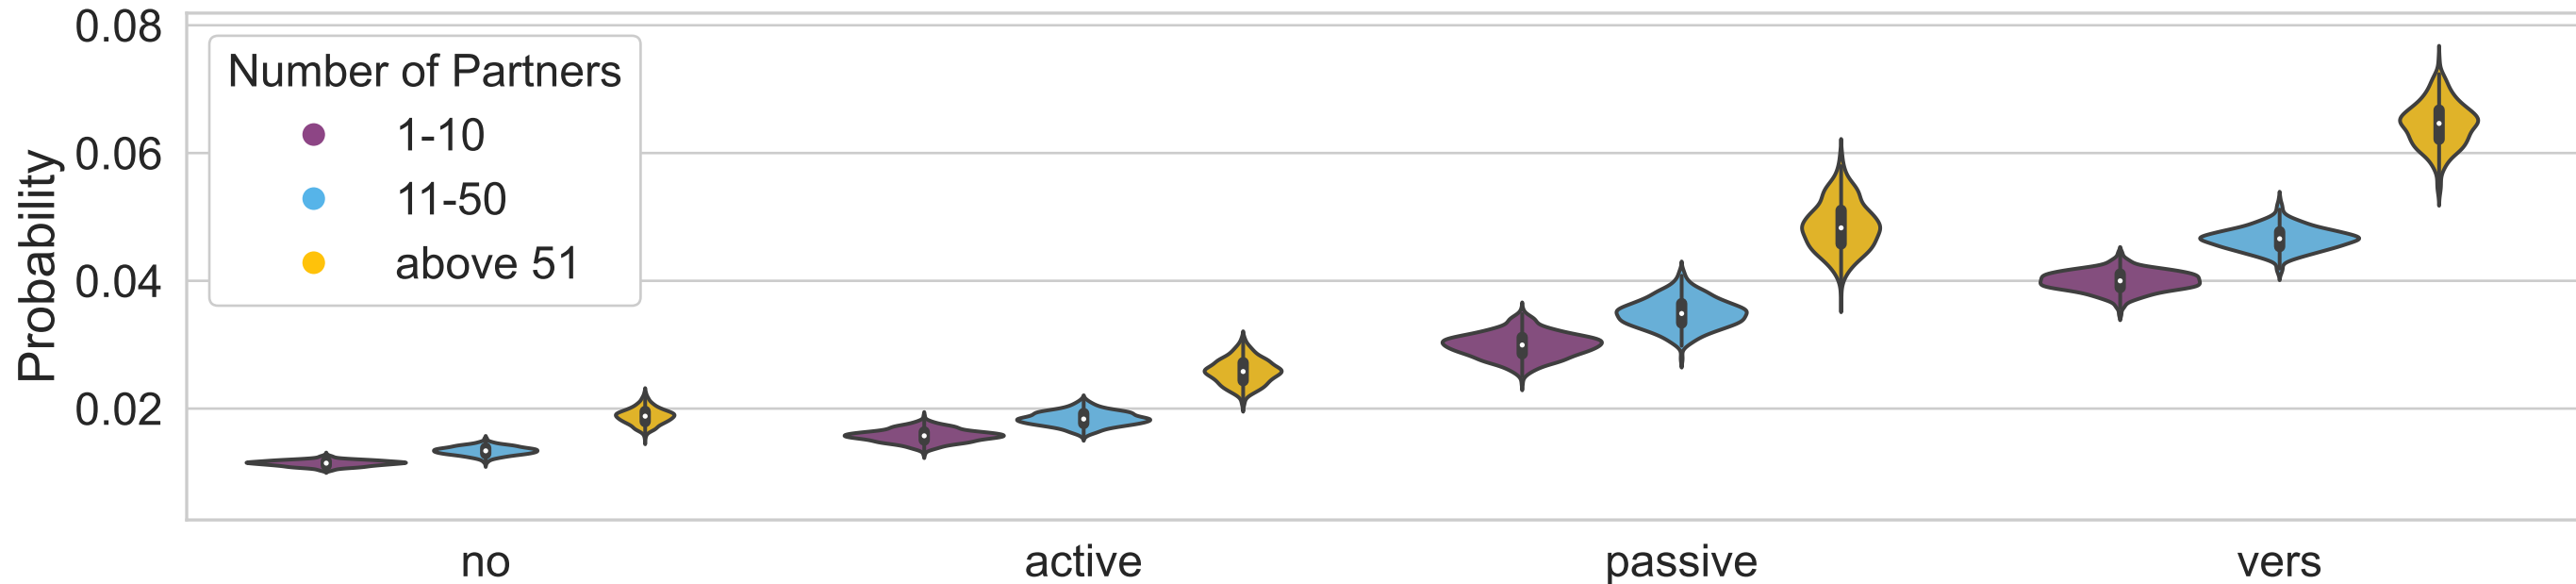 Probability
0.08
0.06
0.04
0.02
Number of Partners
1-10
11-50
above 51
no
active
passive
vers